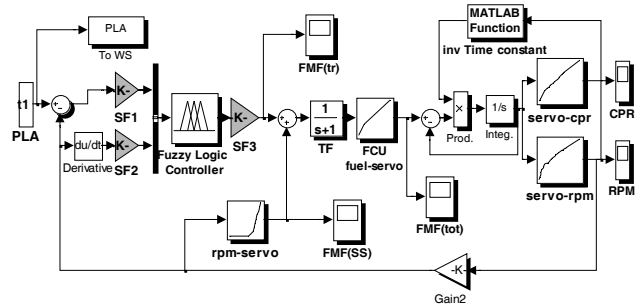 MATLAB
Function
inv Time constant
PLA
To WS
FMF(tr)
t1
PLA
K-
SF1
du/dt
Derivative
K-
SF2
Fuzzy Logic
Controller
K-
SF3
1
s+1
TF
FCU
fuel-servo
×
Prod.
1/s
Integ.
servo-cpr
CPR
servo-rpm
RPM
FMF(tot)
rpm-servo
FMF(SS)
-K-
Gain2